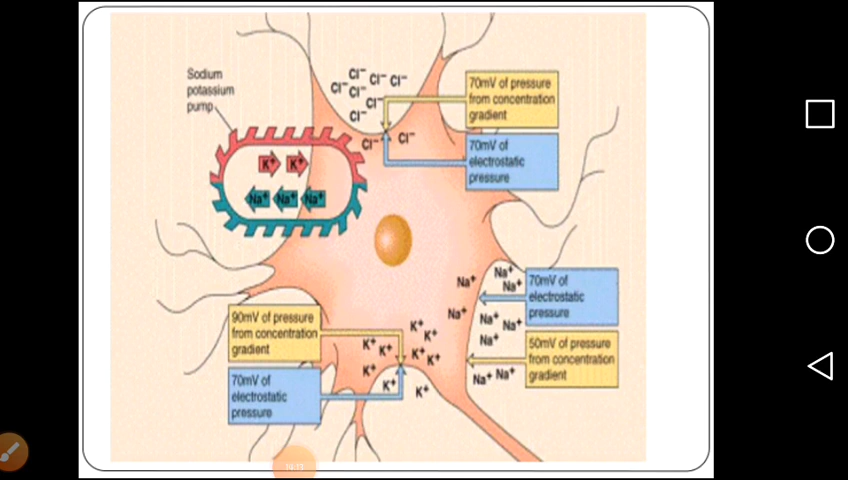 Sodium
potassium
pump
K⁺ K⁺
Na⁺ Na⁺ Na⁺
Cl⁻
Cl⁻ Cl⁻ Cl⁻
Cl⁻ Cl⁻
Cl⁻
Cl⁻
Cl⁻ Cl⁻
70mV of pressure
from concentration
gradient
70mV of
electrostatic
pressure
Na⁺ Na⁺
Na⁺
Na⁺ Na⁺
Na⁺
Na⁺
Na⁺ Na⁺
70mV of
electrostatic
pressure
50mV of pressure
from concentration
gradient
90mV of pressure
from concentration
gradient
70mV of
electrostatic
pressure
K⁺
K⁺ K⁺
K⁺ K⁺
K⁺ K⁺
K⁺ K⁺